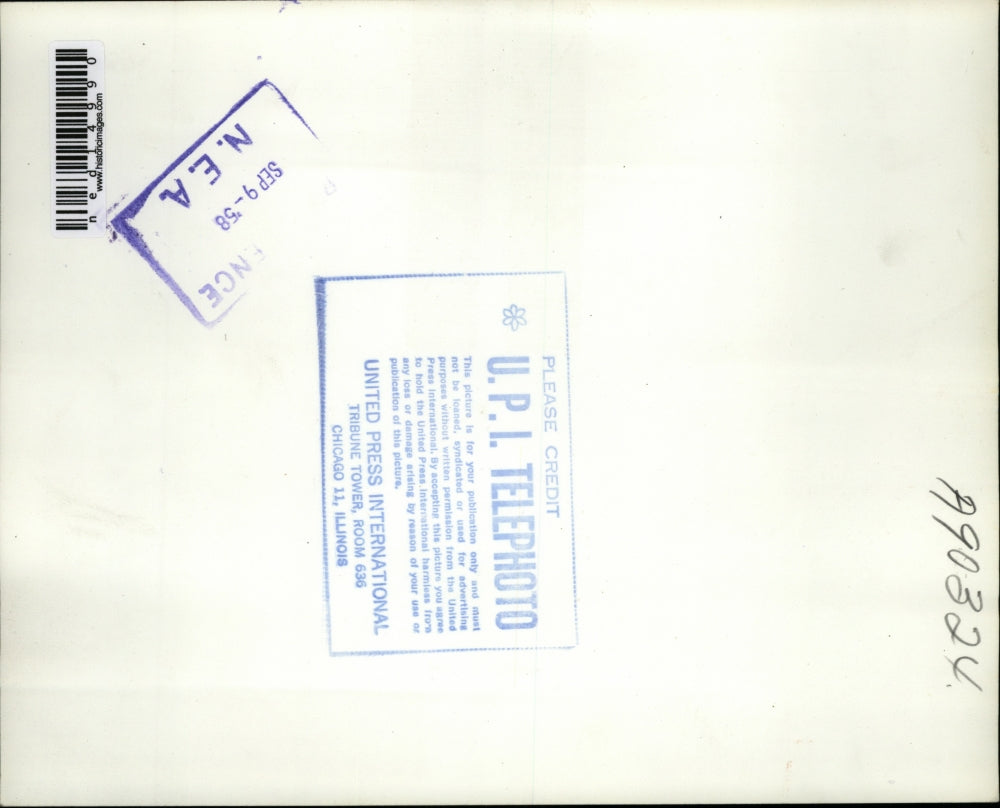 ned14990
www.historicimages.com
N.E.A
SEP 9 - '58
ENCE
PLEASE CREDIT
U. P. I. TELEPHOTO
This picture is for your publication only and must
not be loaned, syndicated or used for advertising
purposes without written permission from the United
Press International. By accepting this picture you agree
to hold the United Press International harmless from
any loss or damage arising by reason of your use or
publication of this picture.
UNITED PRESS INTERNATIONAL
TRIBUNE TOWER, ROOM 636
CHICAGO 11, ILLINOIS
A90324